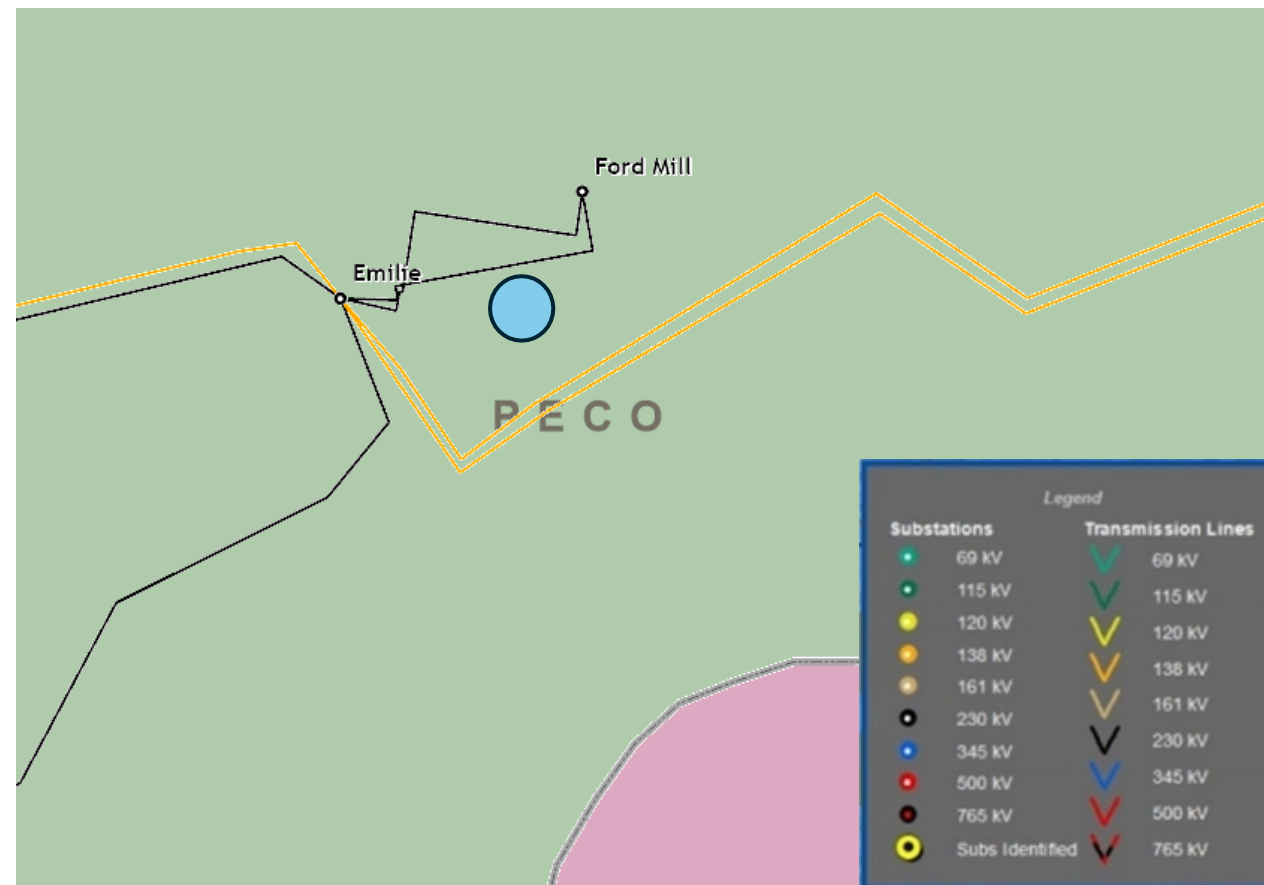 Ford Mill
Emilie
PECO
Legend
Substations
69 kV
115 kV
120 kV
138 kV
161 kV
230 kV
345 kV
500 kV
765 kV
Subs Identified
Transmission Lines
69 kV
115 kV
120 kV
138 kV
161 kV
230 kV
345 kV
500 kV
765 kV